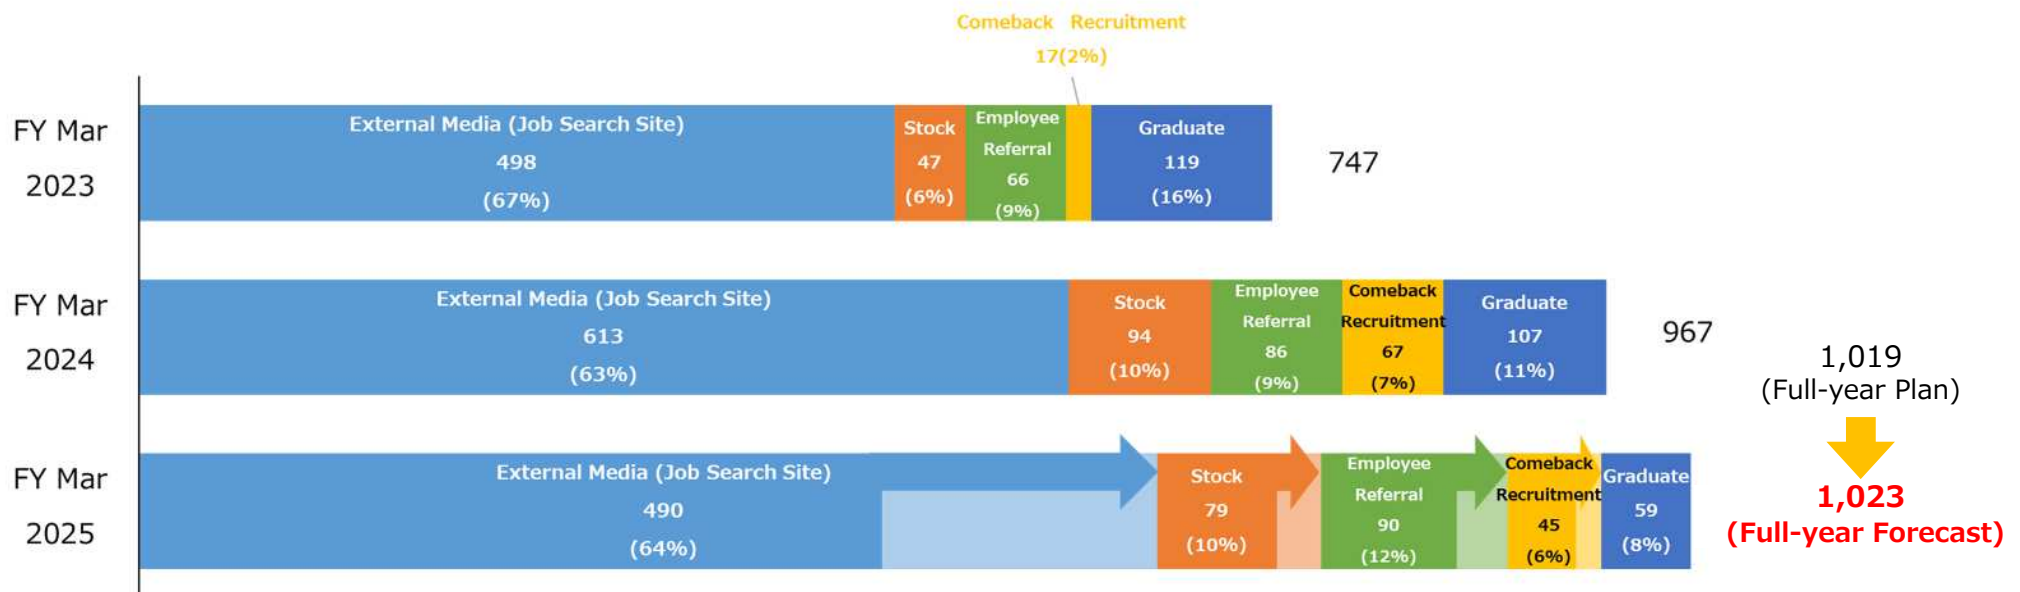 Comeback Recruitment
17(2%)
FY Mar
2023
External Media (Job Search Site)
498
(67%)
Stock
47
(6%)
Employee
Referral
66
(9%)
Graduate
119
(16%)
747
FY Mar
2024
External Media (Job Search Site)
613
(63%)
Stock
94
(10%)
Employee
Referral
86
(9%)
Comeback
Recruitment
67
(7%)
Graduate
107
(11%)
967
FY Mar
2025
External Media (Job Search Site)
490
(64%)
Stock
79
(10%)
Employee
Referral
90
(12%)
Comeback
Recruitment
45
(6%)
Graduate
59
(8%)
1,019
(Full-year Plan)
1,023
(Full-year Forecast)